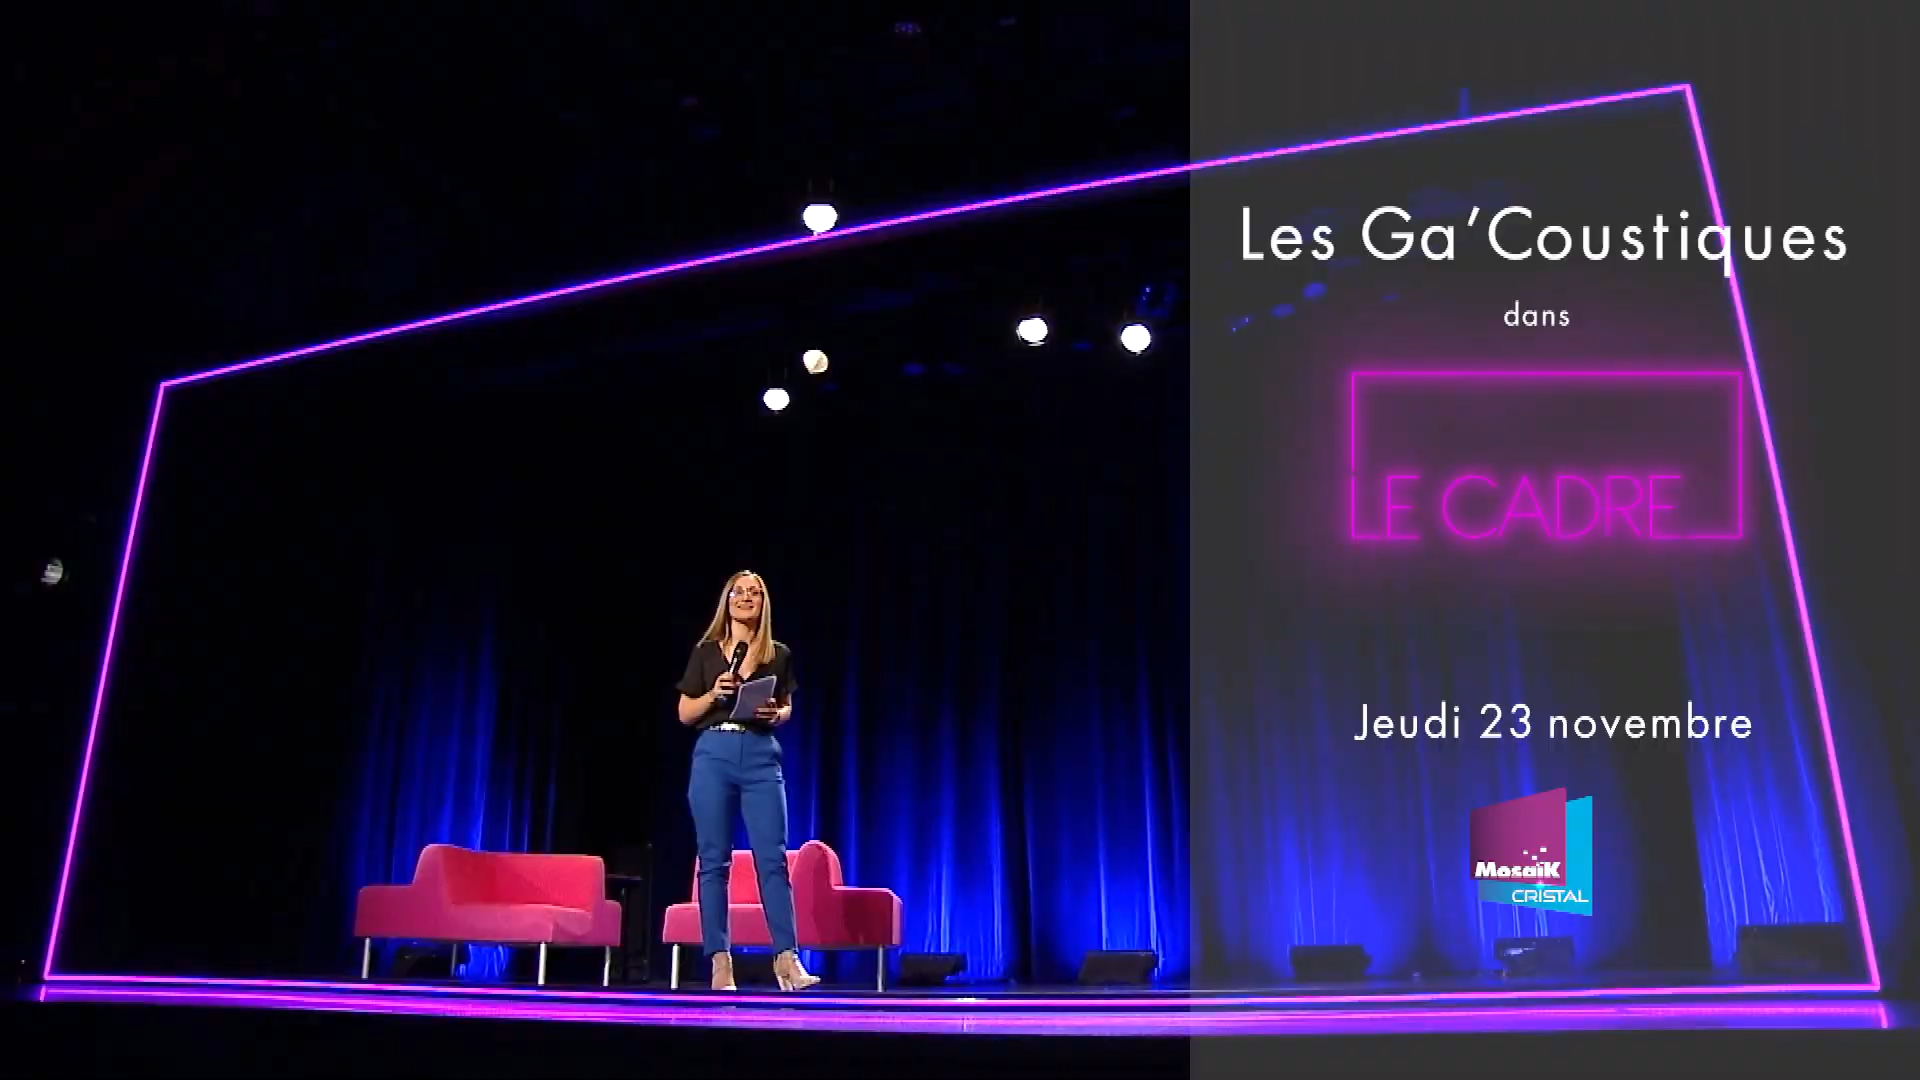 Les Ga'Coustiques
dans
LE CADRE
Jeudi 23 novembre
MosaiK
CRISTAL